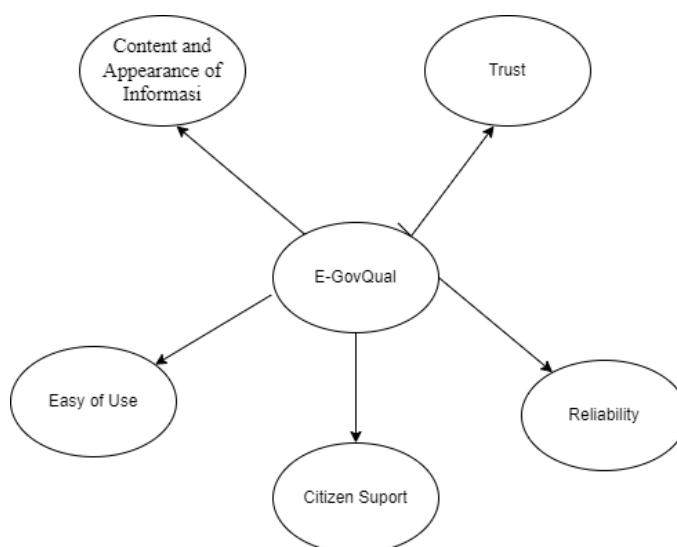 Content and
Appearance of
Informasi
Trust
E-GovQual
Easy of Use
Reliability
Citizen Suport